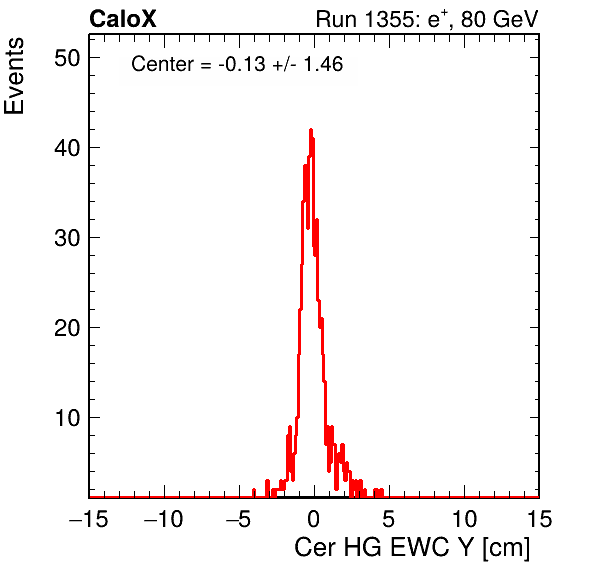 CaloX Run 1355: e⁺, 80 GeV
Events
Center = -0.13 +/- 1.46
50
40
30
20
10
−15 −10 −5 0 5 10 15
Cer HG EWC Y [cm]